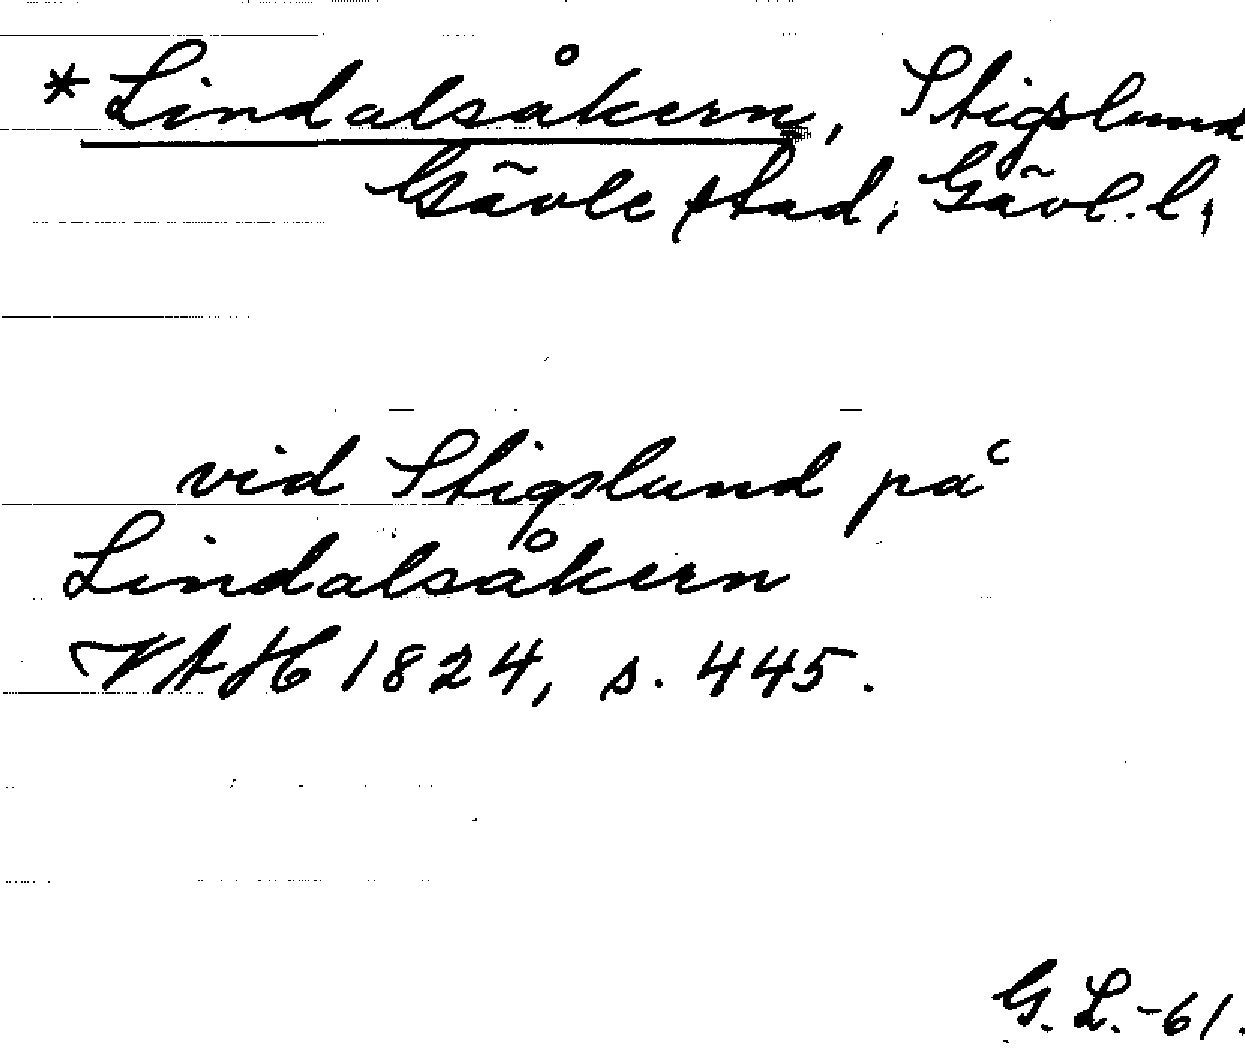 *Lindalsåkern, Stigslund
Gävle stad, Gävl. l,
vid Stigslund på
Lindalsåkern
VAH 1824, s. 445.
G. L. -61.